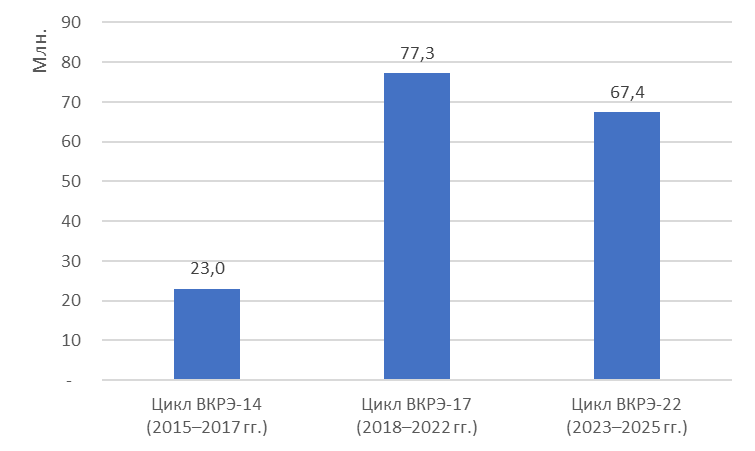 Млн.
90
80
70
60
50
40
30
20
10
-
23,0
77,3
67,4
Цикл ВКРЭ-14
(2015–2017 гг.)
Цикл ВКРЭ-17
(2018–2022 гг.)
Цикл ВКРЭ-22
(2023–2025 гг.)